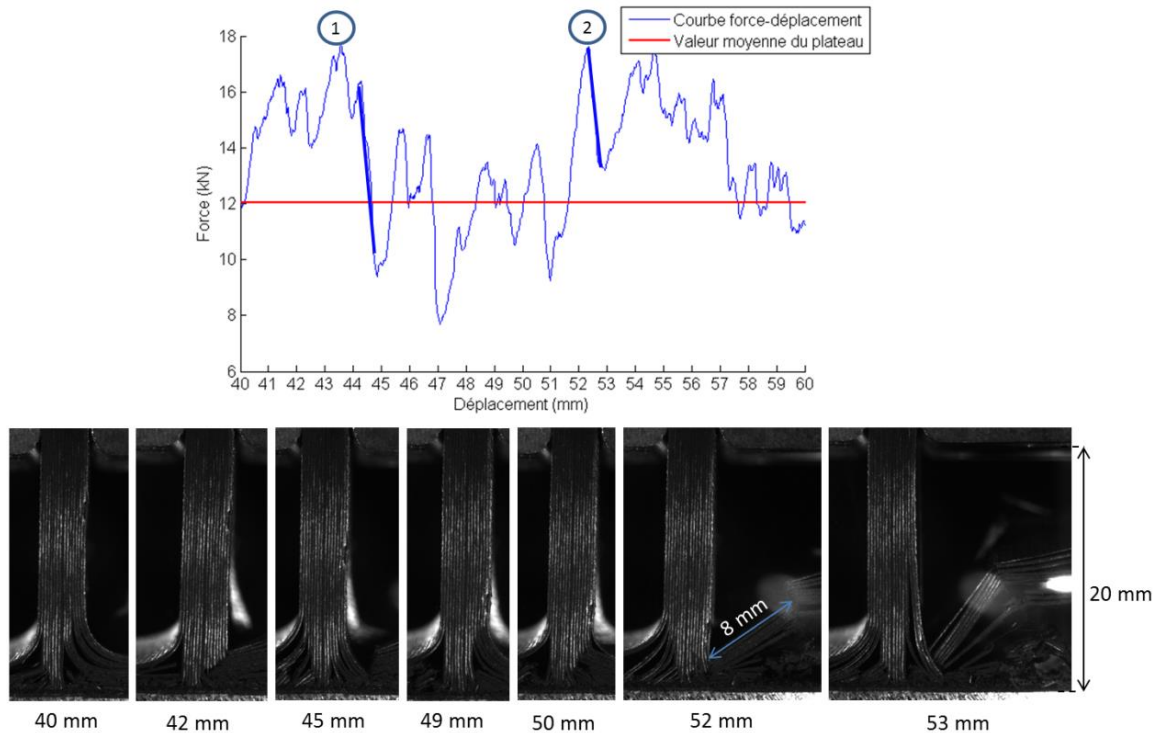 1
2
Courbe force-déplacement
Valeur moyenne du plateau
18
16
14
12
10
8
6
Force (kN)
40 41 42 43 44 45 46 47 48 49 50 51 52 53 54 55 56 57 58 59 60
Déplacement (mm)
8 mm
20 mm
40 mm 42 mm 45 mm 49 mm 50 mm 52 mm 53 mm